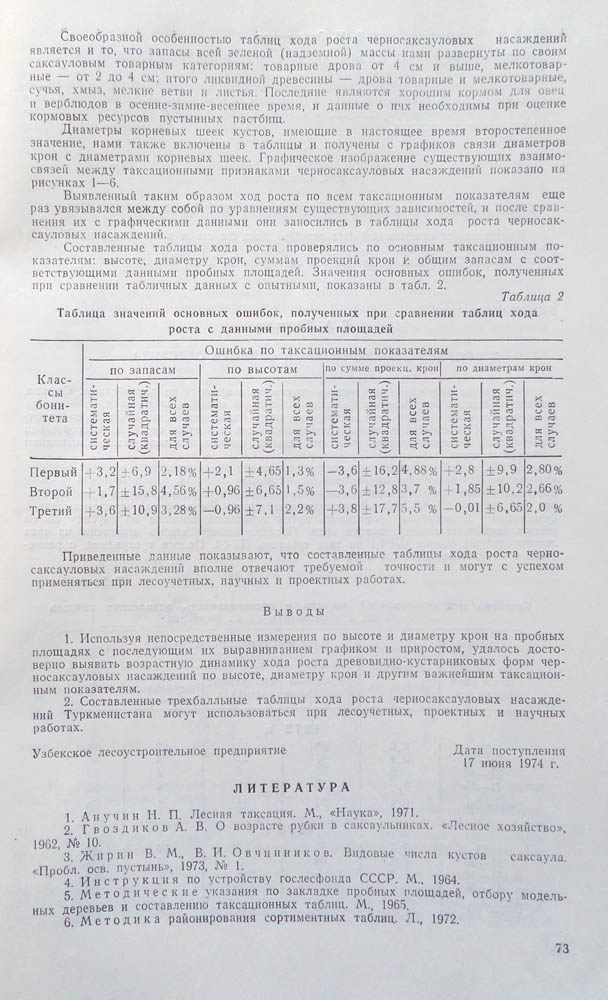 Своеобразной особенностью таблиц хода роста черносаксауловых насаждений
является и то, что запасы всей зеленой (надземной) массы нами развернуты по своим
саксауловым товарным категориям: товарные дрова от 4 см и выше, мелкотовар-
ные — от 2 до 4 см; итого ликвидной древесины — дрова товарные и мелкотоварные,
сучья, хмыз, мелкие ветви и листья. Последние являются хорошим кормом для овец
и верблюдов в осенне-зимне-весеннее время, и данные о них необходимы при оценке
кормовых ресурсов пустынных пастбищ.
Диаметры корневых шеек кустов, имеющие в настоящее время второстепенное
значение, нами также включены в таблицы и получены с графиков связи диаметров
крон с диаметрами корневых шеек. Графическое изображение существующих взаимо-
связей между таксационными признаками черносаксауловых насаждений показано на
рисунках 1—6.
Выявленный таким образом ход роста по всем таксационным показателям еще
раз увязывался между собой по уравнениям существующих зависимостей, и после срав-
нения их с графическими данными они заносились в таблицы хода роста черносак-
сауловых насаждений.
Составленные таблицы хода роста проверялись по основным таксационным по-
казателям: высоте, диаметру крон, суммам проекций крон и общим запасам с соот-
ветствующими данными пробных площадей. Значения основных ошибок, полученных
при сравнении табличных данных с опытными, показаны в табл. 2.
Таблица 2
Таблица значений основных ошибок, полученных при сравнении таблиц хода
роста с данными пробных площадей
Клас-
сы
бони-
тета
Ошибка по таксационным показателям
по запасам по высотам по сумме проекц. крон по диаметрам крон
системати-
ческая
случайная
(квадратич.)
для всех
случаев
системати-
ческая
случайная
(квадратич.)
для всех
случаев
системати-
ческая
случайная
(квадратич.)
для всех
случаев
системати-
ческая
случайная
(квадратич.)
для всех
случаев
Первый +3,2 ±6,9 2,18% +2,1 ±4,65 1,3% —3,6 ±16,2 4,88% +2,8 ±9,9 2,80%
Второй +1,7 ±15,8 4,56% +0,96 ±6,65 1,5% —3,6 ±12,8 3,7 % +1,85 ±10,2 2,66%
Третий +3,6 ±10,9 3,28% —0,96 ±7,1 2,2% +3,8 ±17,7 5,5 % —0,01 ±6,65 2,0 %
Приведенные данные показывают, что составленные таблицы хода роста черно-
саксауловых насаждений вполне отвечают требуемой точности и могут с успехом
применяться при лесоучетных, научных и проектных работах.
Выводы
1. Используя непосредственные измерения по высоте и диаметру крон на пробных
площадях с последующим их выравниванием графиком и приростом, удалось досто-
верно выявить возрастную динамику хода роста древовидно-кустарниковых форм чер-
носаксауловых насаждений по высоте, диаметру крон и другим важнейшим таксацион-
ным показателям.
2. Составленные трехбалльные таблицы хода роста черносаксауловых насажде-
ний Туркменистана могут использоваться при лесоучетных, проектных и научных
работах.
Узбекское лесоустроительное предприятие Дата поступления
17 июня 1974 г.
ЛИТЕРАТУРА
1. Анучин Н. П. Лесная таксация. М., «Наука», 1971.
2. Гвоздиков А. В. О возрасте рубки в саксаульниках. «Лесное хозяйство»,
1962, № 10.
3. Жирин В. М., В. И. Овчинников. Видовые числа кустов саксаула.
«Пробл. осв. пустынь», 1973, № 1.
4. Инструкция по устройству гослесфонда СССР. М., 1964.
5. Методические указания по закладке пробных площадей, отбору модель-
ных деревьев и составлению таксационных таблиц. М., 1965.
6. Методика районирования сортиментных таблиц. Л., 1972.
73